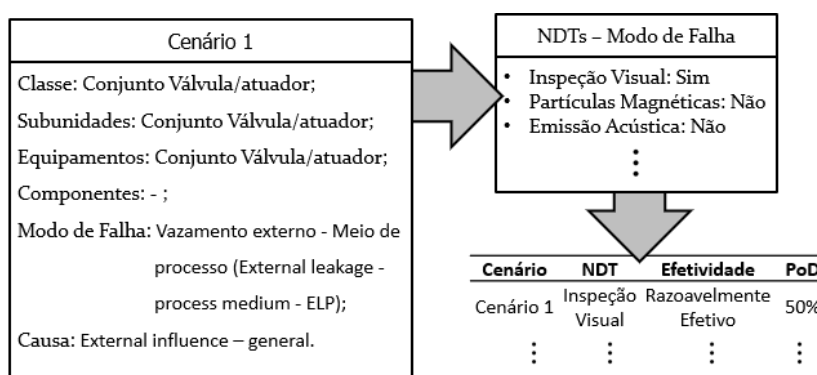 Cenário 1
Classe: Conjunto Válvula/atuador;
Subunidades: Conjunto Válvula/atuador;
Equipamentos: Conjunto Válvula/atuador;
Componentes: - ;
Modo de Falha: Vazamento externo - Meio de
processo (External leakage -
process medium - ELP);
Causa: External influence – general.
NDTs – Modo de Falha
• Inspeção Visual: Sim
• Partículas Magnéticas: Não
• Emissão Acústica: Não
⋮
Cenário NDT Efetividade PoD
Cenário 1 Inspeção Visual Razoavelmente Efetivo 50%
⋮ ⋮ ⋮ ⋮